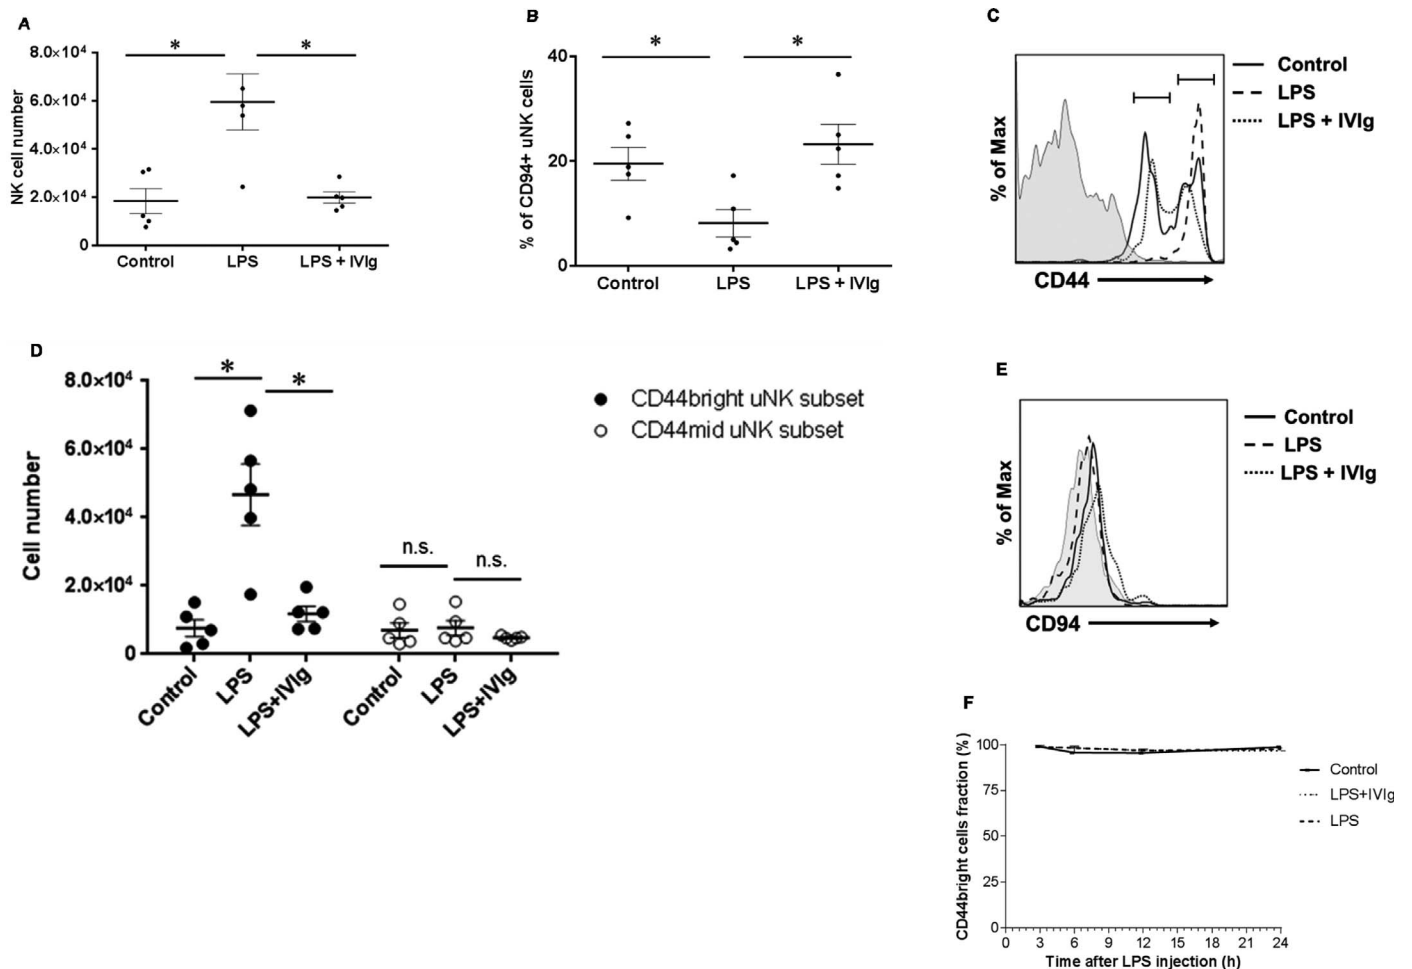 A
NK cell number
8.0×10⁴
6.0×10⁴
4.0×10⁴
2.0×10⁴
0
*
*
Control
LPS
LPS + IVIg
B
% of CD94+ uNK cells
40
20
0
*
*
Control
LPS
LPS + IVIg
C
% of Max
CD44
Control
LPS
LPS + IVIg
D
Cell number
8.0×10⁴
6.0×10⁴
4.0×10⁴
2.0×10⁴
0
*
*
n.s.
n.s.
Control
LPS
LPS+IVIg
Control
LPS
LPS+IVIg
CD44bright uNK subset
CD44mid uNK subset
E
% of Max
CD94
Control
LPS
LPS + IVIg
F
CD44bright cells fraction (%)
100
75
50
25
0
0 3 6 9 12 15 18 21 24
Time after LPS injection (h)
Control
LPS+IVIg
LPS